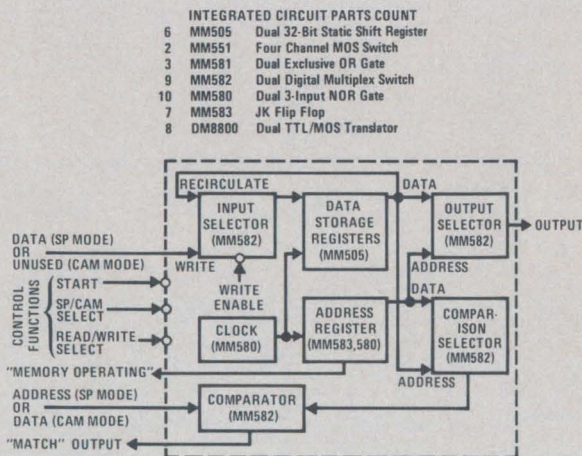 INTEGRATED CIRCUIT PARTS COUNT
6 MM505 Dual 32-Bit Static Shift Register
2 MM551 Four Channel MOS Switch
3 MM581 Dual Exclusive OR Gate
9 MM582 Dual Digital Multiplex Switch
10 MM580 Dual 3-Input NOR Gate
7 MM583 JK Flip Flop
8 DM8800 Dual TTL/MOS Translator
RECIRCULATE
DATA
INPUT
SELECTOR
(MM582)
DATA
STORAGE
REGISTERS
(MM505)
OUTPUT
SELECTOR
(MM582)
OUTPUT
DATA (SP MODE)
OR
UNUSED (CAM MODE)
WRITE
ADDRESS
CONTROL
FUNCTIONS
START
SP/CAM
SELECT
READ/WRITE
SELECT
WRITE
ENABLE
CLOCK
(MM580)
ADDRESS
REGISTER
(MM583,580)
DATA
COMPAR-
ISON
SELECTOR
(MM582)
"MEMORY OPERATING"
ADDRESS
ADDRESS (SP MODE)
OR
DATA (CAM MODE)
COMPARATOR
(MM582)
"MATCH" OUTPUT